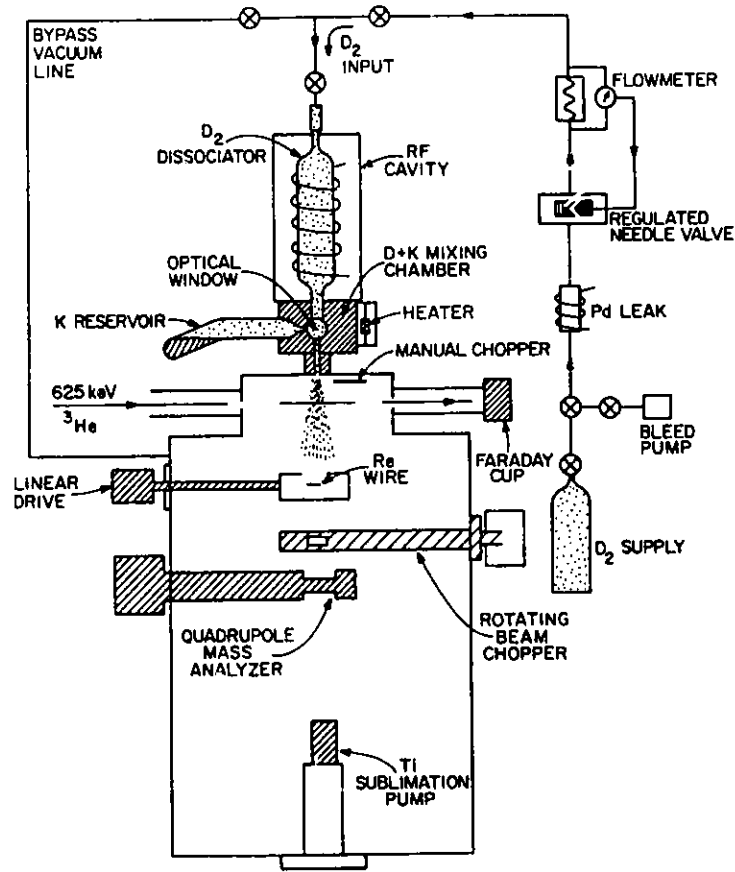 BYPASS
VACUUM
LINE
D2
INPUT
FLOWMETER
D2
DISSOCIATOR
RF
CAVITY
REGULATED
NEEDLE VALVE
OPTICAL
WINDOW
D+K MIXING
CHAMBER
K RESERVOIR
HEATER
Pd LEAK
MANUAL CHOPPER
625 keV
3He
BLEED
PUMP
FARADAY
CUP
LINEAR
DRIVE
Re
WIRE
D2 SUPPLY
QUADRUPOLE
MASS
ANALYZER
ROTATING
BEAM
CHOPPER
Ti
SUBLIMATION
PUMP